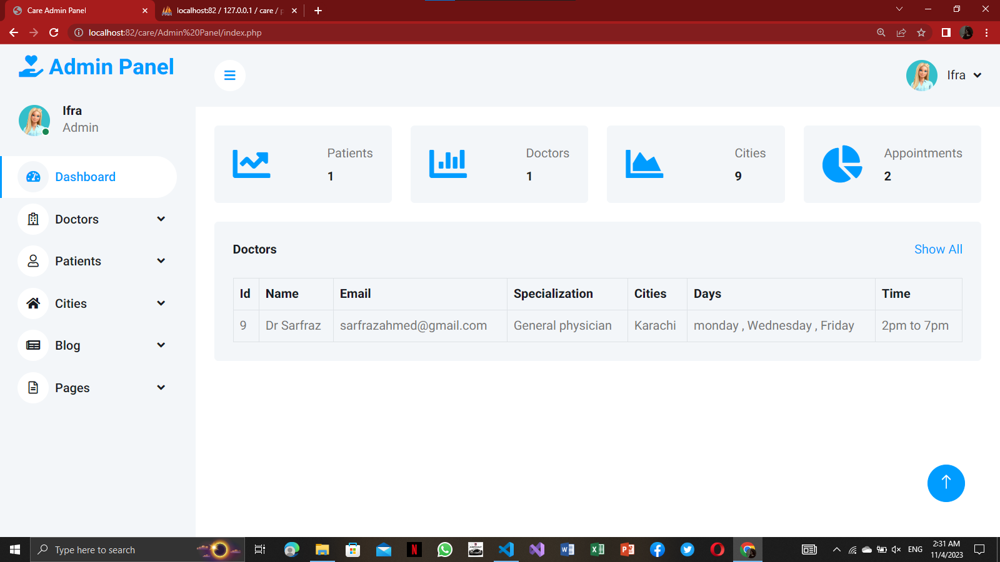 Care Admin Panel
localhost:82 / 127.0.0.1 / care /
localhost:82/care/Admin%20Panel/index.php
Admin Panel
Ifra
Ifra
Admin
Dashboard
Doctors
Patients
Cities
Blog
Pages
Patients
1
Doctors
1
Cities
9
Appointments
2
Doctors
Show All
Id Name Email Specialization Cities Days Time
9 Dr Sarfraz sarfrazahmed@gmail.com General physician Karachi monday , Wednesday , Friday 2pm to 7pm
Type here to search
ENG
2:31 AM
11/4/2023